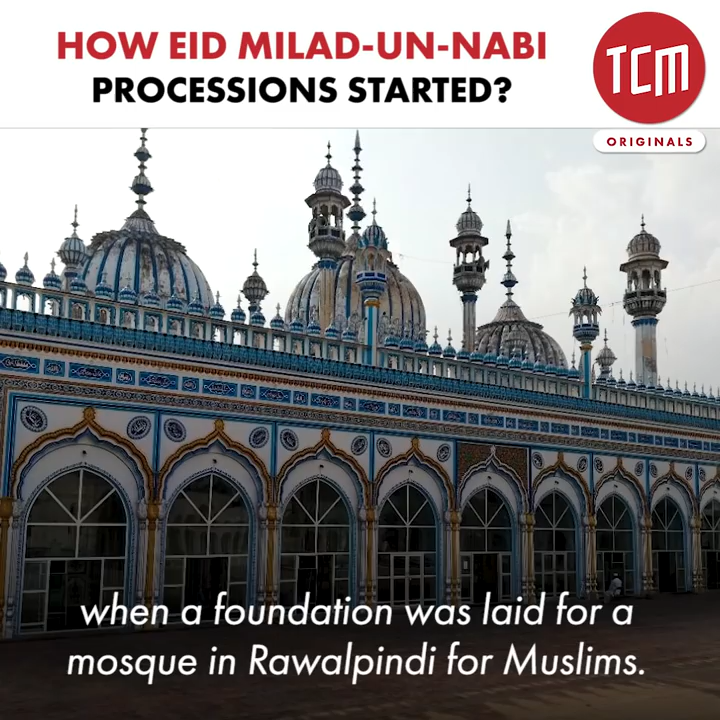 HOW EID MILAD-UN-NABI
PROCESSIONS STARTED?
TCM
ORIGINALS
when a foundation was laid for a
mosque in Rawalpindi for Muslims.